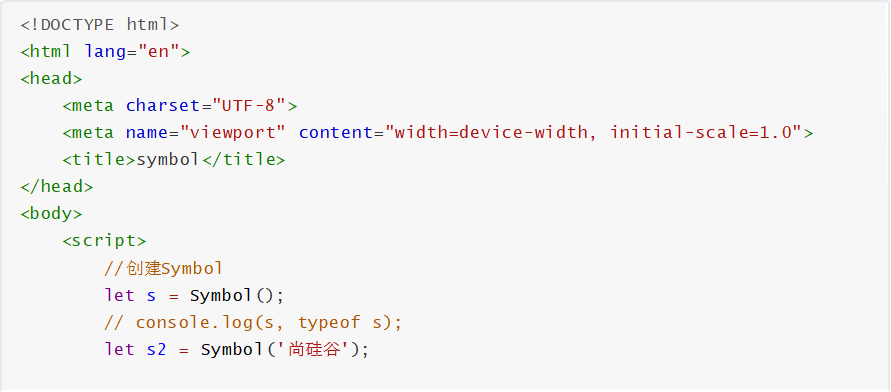 <!DOCTYPE html>
<html lang="en">
<head>
    <meta charset="UTF-8">
    <meta name="viewport" content="width=device-width, initial-scale=1.0">
    <title>symbol</title>
</head>
<body>
    <script>
        //创建Symbol
        let s = Symbol();
        // console.log(s, typeof s);
        let s2 = Symbol('尚硅谷');